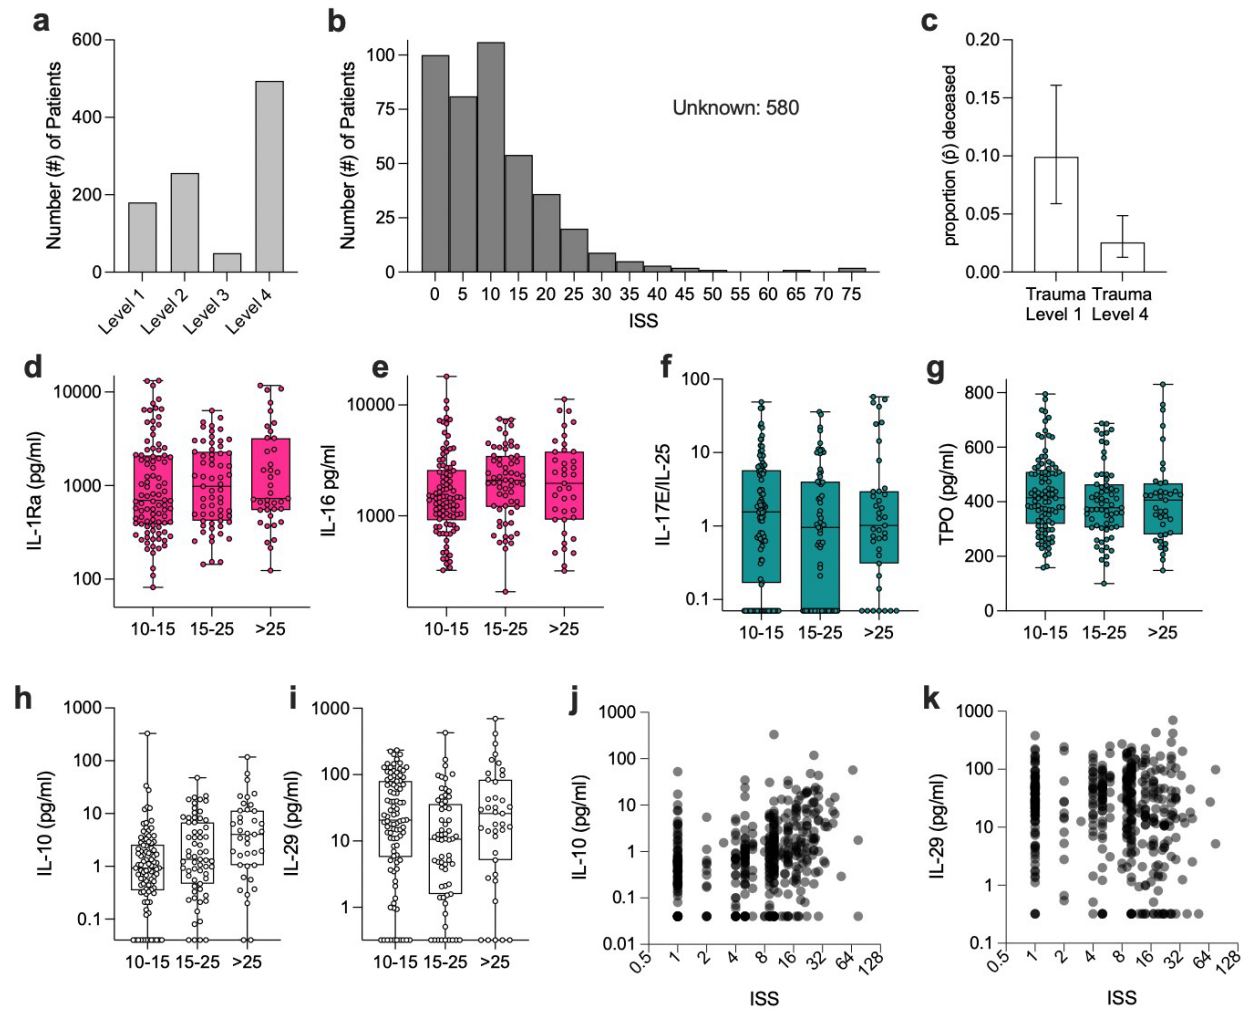 a
600
400
200
0
Number (#) of Patients
Level 1
Level 2
Level 3
Level 4
b
100
75
50
25
0
Number (#) of Patients
Unknown: 580
0 5 10 15 20 25 30 35 40 45 50 55 60 65 70 75
ISS
c
0.20
0.15
0.10
0.05
0.00
proportion (p̂) deceased
Trauma Level 1
Trauma Level 4
d
10000
1000
100
IL-1Ra (pg/ml)
10-15 15-25 >25
e
10000
1000
IL-16 pg/ml
10-15 15-25 >25
f
100
10
1
0.1
IL-17E/IL-25
10-15 15-25 >25
g
800
600
400
200
0
TPO (pg/ml)
10-15 15-25 >25
h
1000
100
10
1
0.1
IL-10 (pg/ml)
10-15 15-25 >25
i
1000
100
10
1
IL-29 (pg/ml)
10-15 15-25 >25
j
1000
100
10
1
0.1
0.01
IL-10 (pg/ml)
0.5 1 2 4 8 16 32 64 128
ISS
k
1000
100
10
1
0.1
IL-29 (pg/ml)
0.5 1 2 4 8 16 32 64 128
ISS